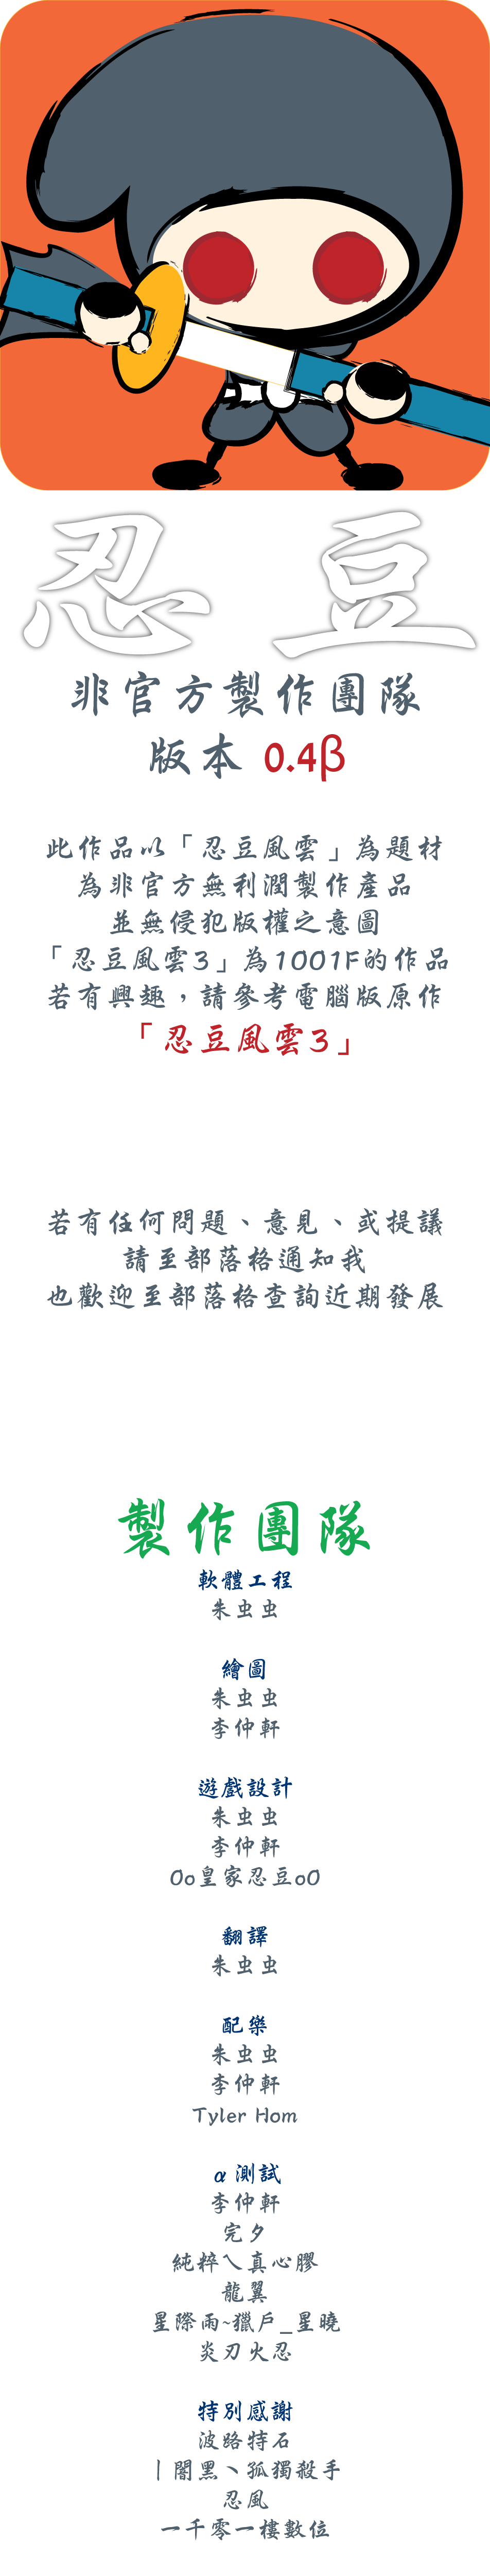 忍豆
非官方製作團隊
版本 0.4β
此作品以「忍豆風雲」為題材
為非官方無利潤製作產品
並無侵犯版權之意圖
「忍豆風雲3」為1001F的作品
若有興趣，請參考電腦版原作
「忍豆風雲3」
若有任何問題、意見、或提議
請至部落格通知我
也歡迎至部落格查詢近期發展
製作團隊
軟體工程
朱虫虫
繪圖
朱虫虫
李仲軒
遊戲設計
朱虫虫
李仲軒
Oo皇家忍豆oO
翻譯
朱虫虫
配樂
朱虫虫
李仲軒
Tyler Hom
α 測試
李仲軒
完夕
純粹乀真心膠
龍翼
星際雨~獵戶_星曉
炎刃火忍
特別感謝
波路特石
丨闇黑丶孤獨殺手
忍風
一千零一樓數位